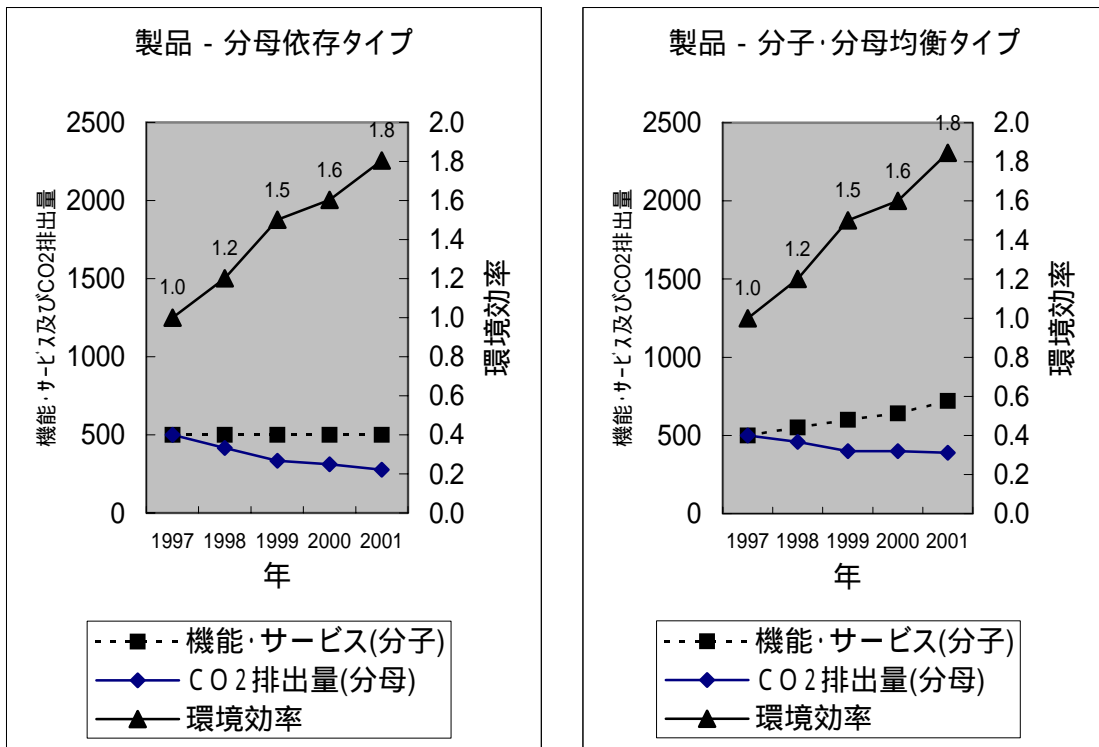 製品 - 分母依存タイプ
機能・サービス及びCO2排出量
2500
2000
1500
1000
500
0
1.0
1.2
1.5
1.6
1.8
2.0
1.8
1.6
1.4
1.2
1.0
0.8
0.6
0.4
0.2
0.0
環境効率
1997 1998 1999 2000 2001
年
機能・サービス(分子)
CO2排出量(分母)
環境効率
製品 - 分子・分母均衡タイプ
機能・サービス及びCO2排出量
2500
2000
1500
1000
500
0
1.0
1.2
1.5
1.6
1.8
2.0
1.8
1.6
1.4
1.2
1.0
0.8
0.6
0.4
0.2
0.0
環境効率
1997 1998 1999 2000 2001
年
機能・サービス(分子)
CO2排出量(分母)
環境効率